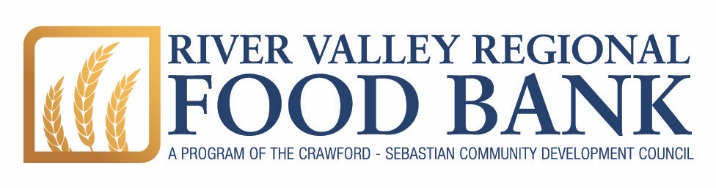 RIVER VALLEY REGIONAL
FOOD BANK
A PROGRAM OF THE CRAWFORD - SEBASTIAN COMMUNITY DEVELOPMENT COUNCIL